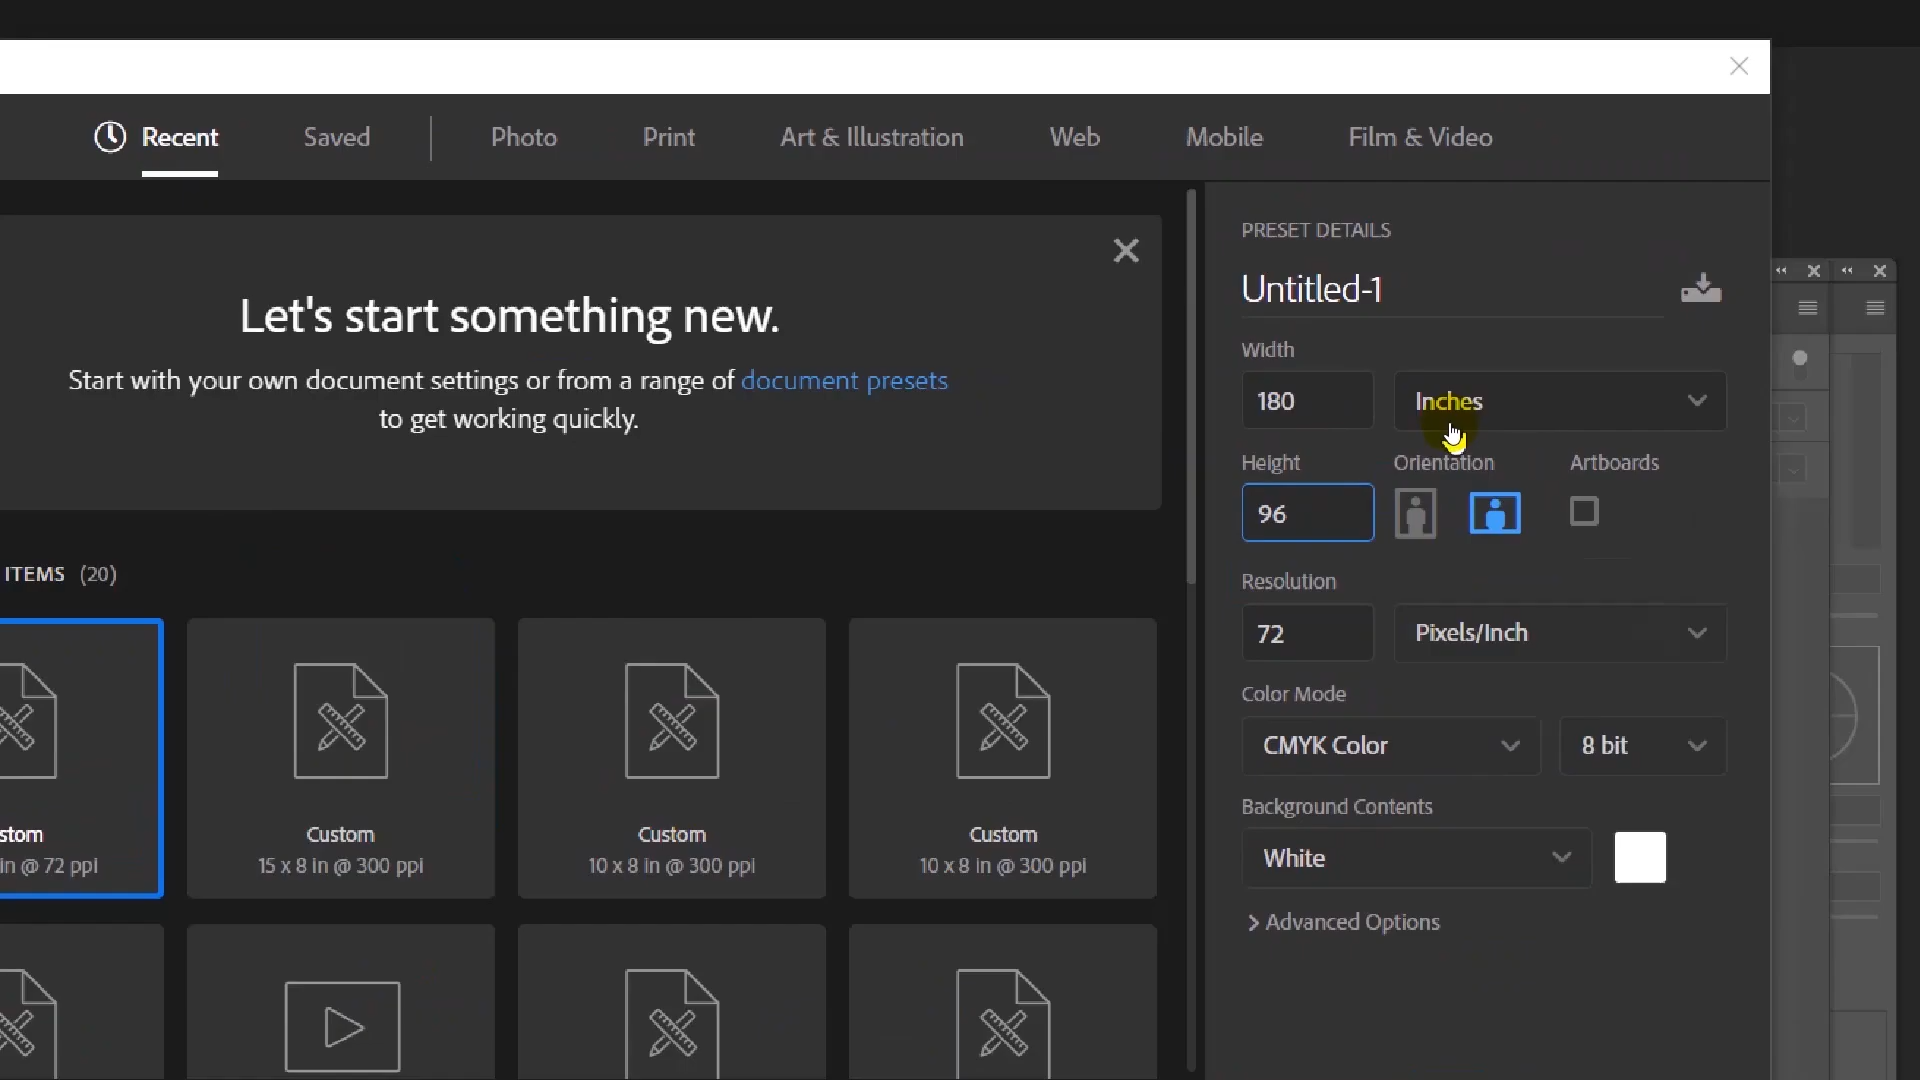 Recent
Saved
Photo
Print
Art & Illustration
Web
Mobile
Film & Video
Let's start something new.
Start with your own document settings or from a range of document presets
to get working quickly.
ITEMS (20)
in @ 72 ppi
Custom
15 x 8 in @ 300 ppi
Custom
10 x 8 in @ 300 ppi
Custom
10 x 8 in @ 300 ppi
PRESET DETAILS
Untitled-1
Width
180
Inches
Height
Orientation
Artboards
96
Resolution
72
Pixels/Inch
Color Mode
CMYK Color
8 bit
Background Contents
White
Advanced Options